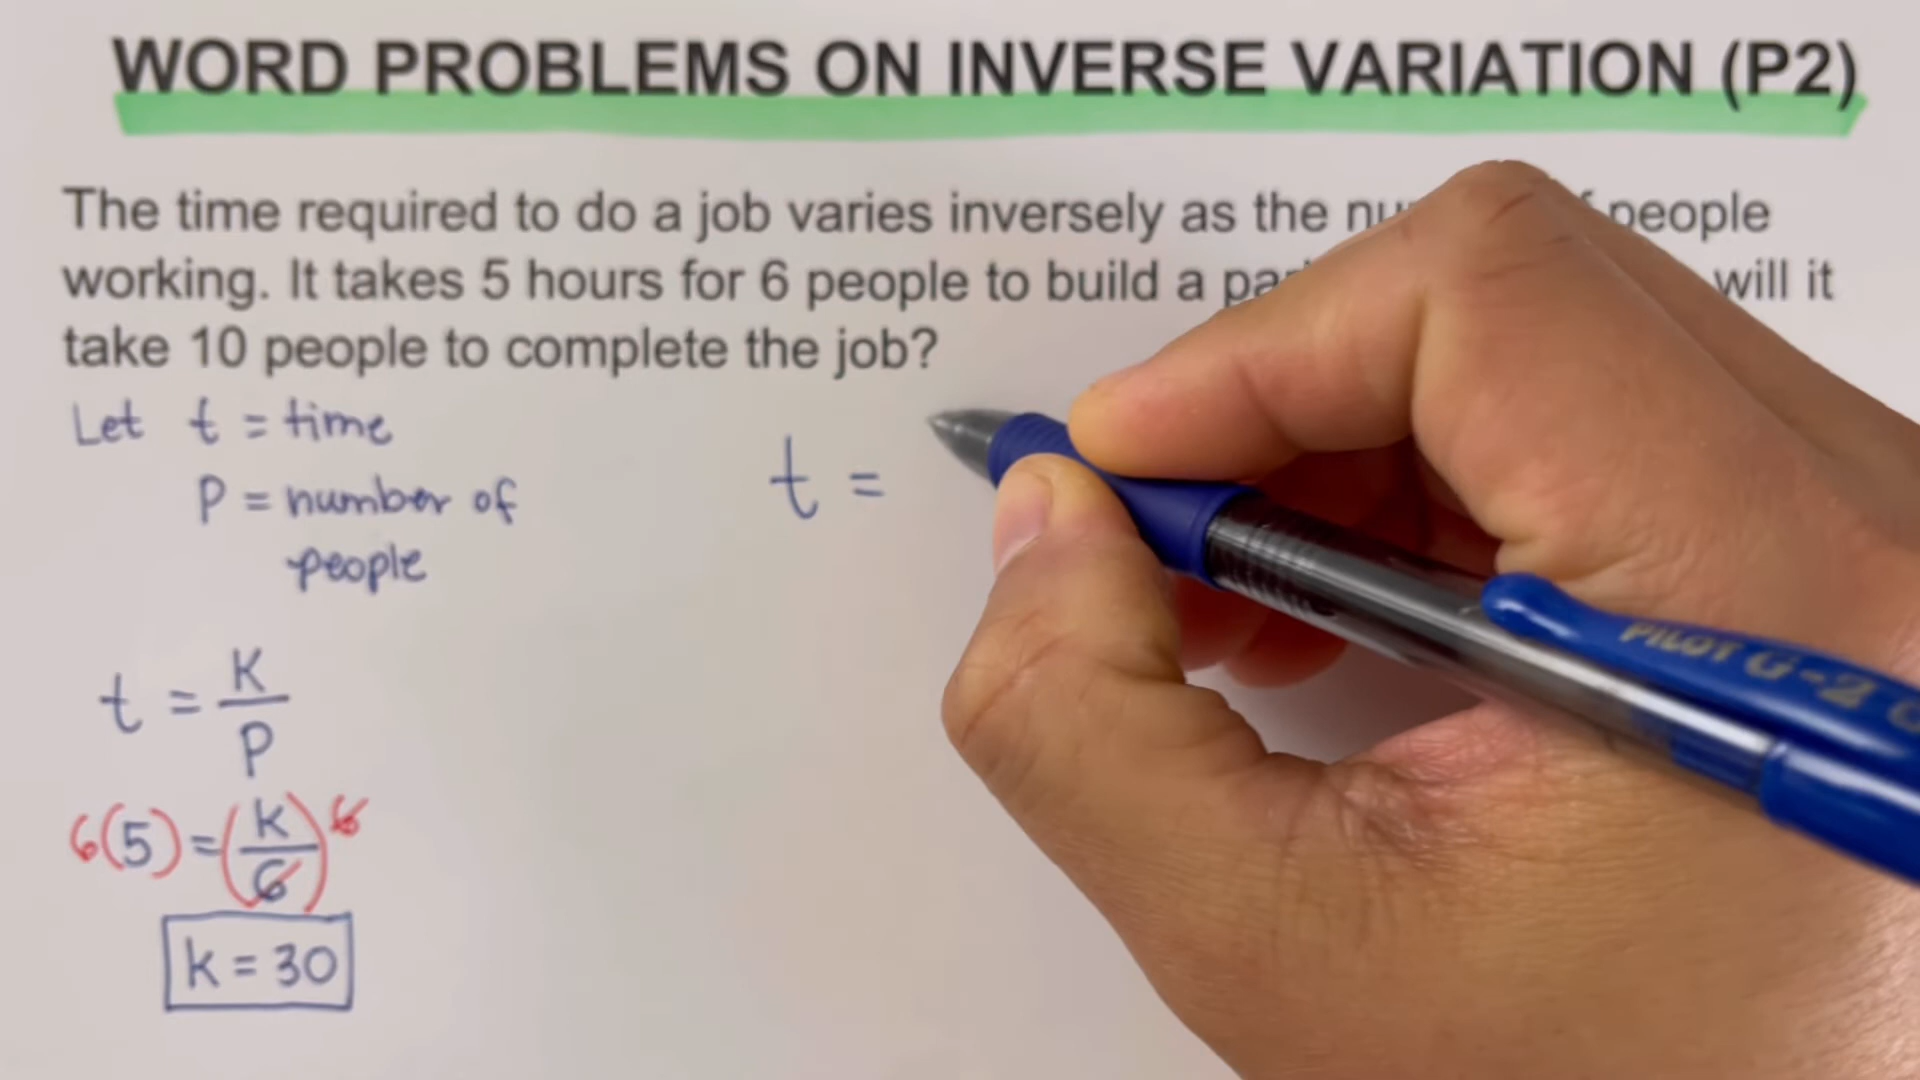 WORD PROBLEMS ON INVERSE VARIATION (P2)
The time required to do a job varies inversely as the people
working. It takes 5 hours for 6 people to build a will it
take 10 people to complete the job?
Let t = time
P = number of
people
t =
t = K/P
6(5) = (k/6)6
k = 30
PILOT G-2